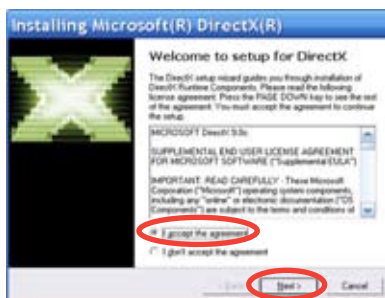 Installing Microsoft(R) DirectX(R)
Welcome to setup for DirectX
The DirectX setup wizard guides you through installation of
DirectX Runtime Components. Please read the following
license agreement. Press the PAGE DOWN key to see the rest
of the agreement. You must accept the agreement to continue
the setup.
MICROSOFT DirectX 9.0c
SUPPLEMENTAL END USER LICENSE AGREEMENT
FOR MICROSOFT SOFTWARE ("Supplemental EULA")
IMPORTANT: READ CAREFULLY - These Microsoft
Corporation ("Microsoft") operating system components,
including any "online" or electronic documentation ("OS
Components") are subject to the terms and conditions of
I accept the agreement
I don't accept the agreement
Next >
Cancel